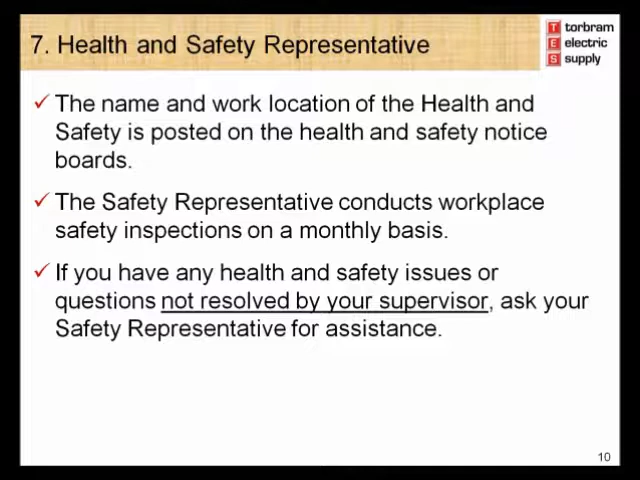 7. Health and Safety Representative
T torbram
E electric
S supply
✓ The name and work location of the Health and
Safety is posted on the health and safety notice
boards.
✓ The Safety Representative conducts workplace
safety inspections on a monthly basis.
✓ If you have any health and safety issues or
questions not resolved by your supervisor, ask your
Safety Representative for assistance.
10